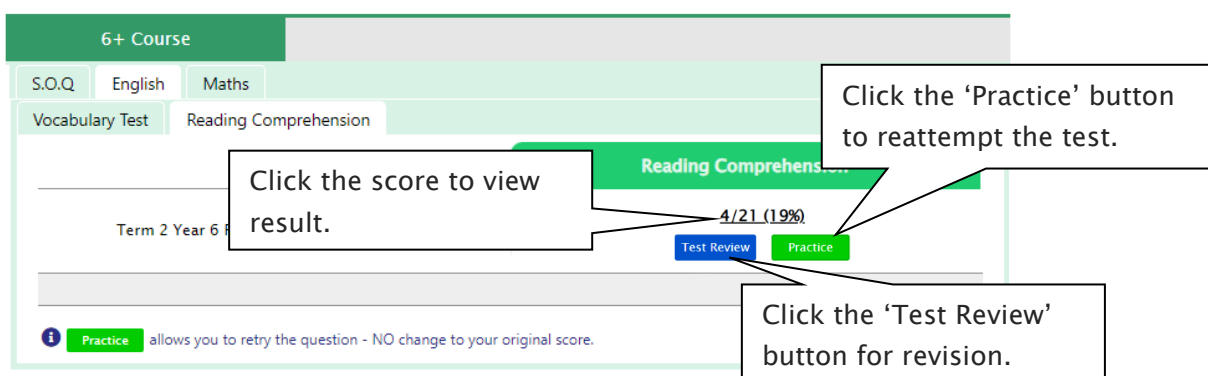 6+ Course
S.O.Q English Maths
Vocabulary Test Reading Comprehension
Click the 'Practice' button
to reattempt the test.
Reading Comprehension
Click the score to view
result.
Term 2 Year 6
4/21 (19%)
Test Review Practice
Click the 'Test Review'
button for revision.
Practice allows you to retry the question - NO change to your original score.